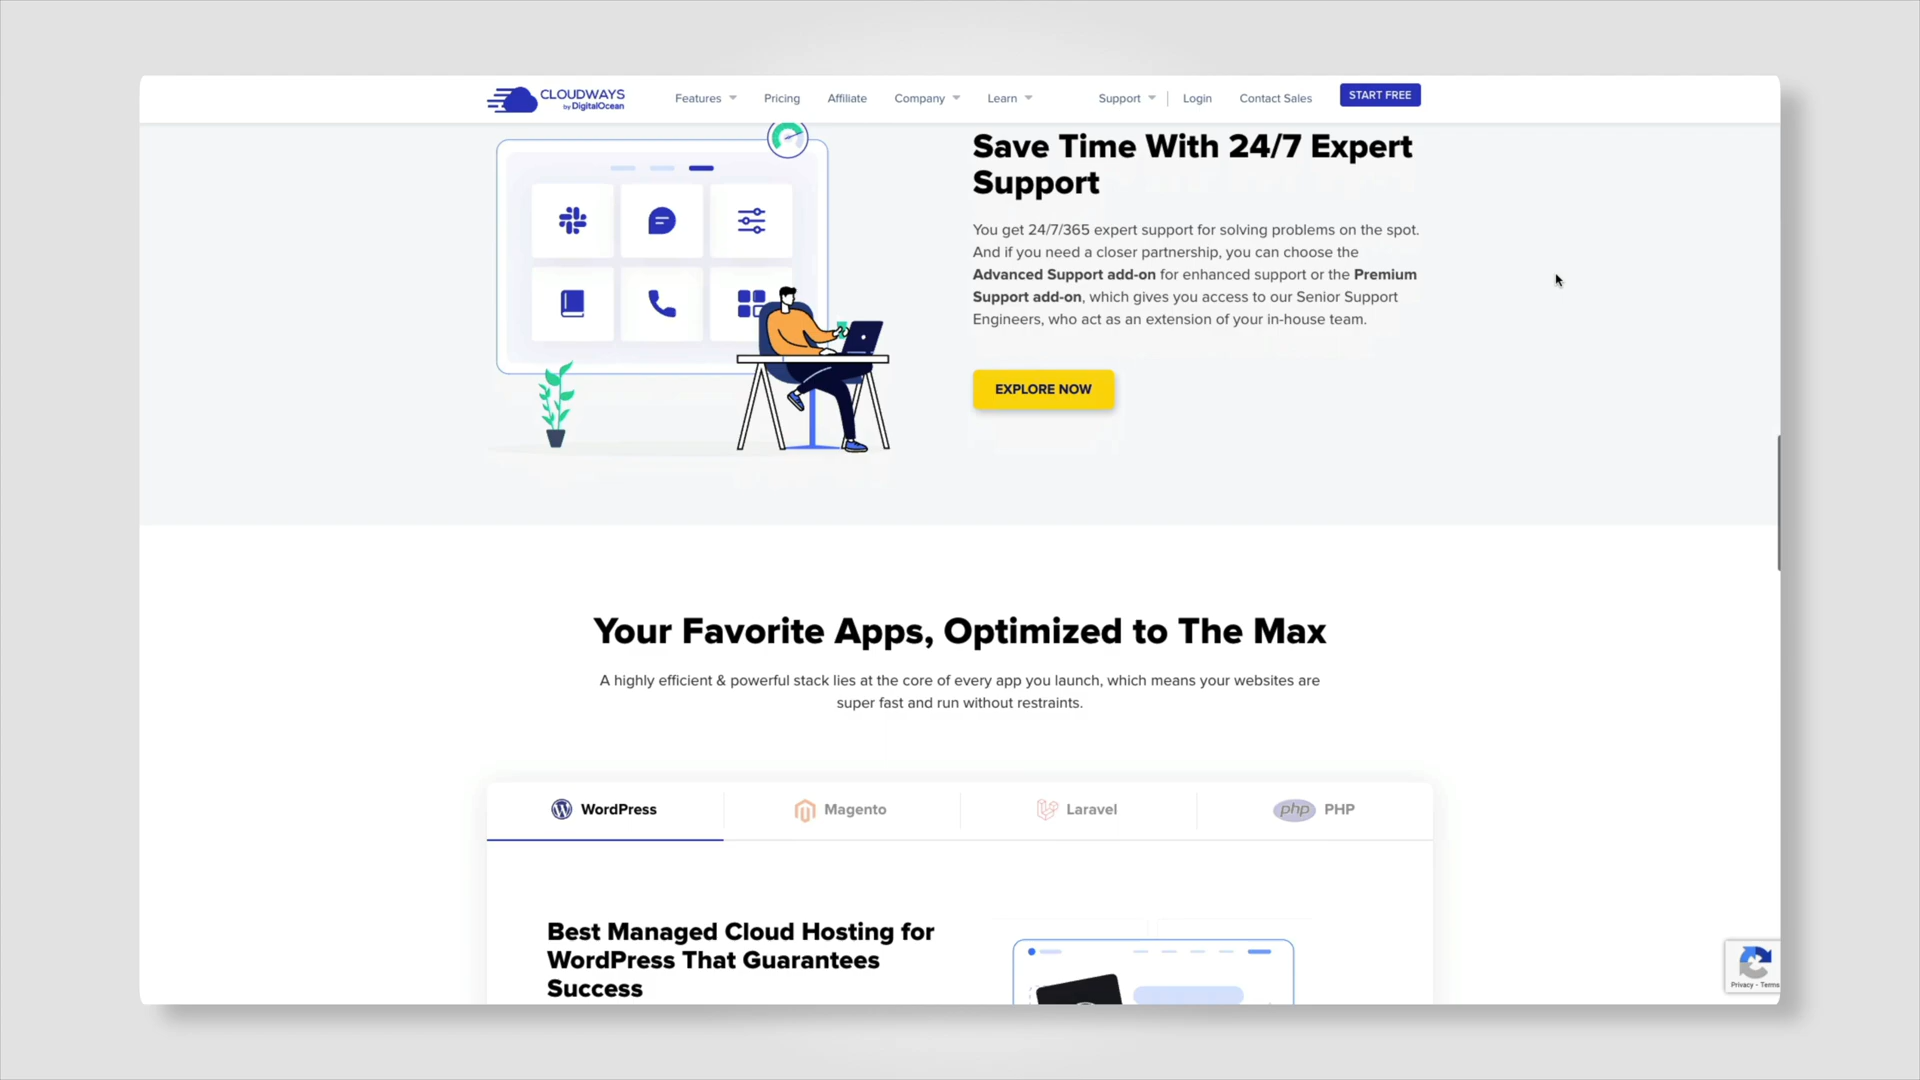 CLOUDWAYS
by DigitalOcean
Features
Pricing
Affiliate
Company
Learn
Support
Login
Contact Sales
START FREE
Save Time With 24/7 Expert
Support
You get 24/7/365 expert support for solving problems on the spot.
And if you need a closer partnership, you can choose the
Advanced Support add-on for enhanced support or the Premium
Support add-on, which gives you access to our Senior Support
Engineers, who act as an extension of your in-house team.
EXPLORE NOW
Your Favorite Apps, Optimized to The Max
A highly efficient & powerful stack lies at the core of every app you launch, which means your websites are
super fast and run without restraints.
WordPress
Magento
Laravel
php PHP
Best Managed Cloud Hosting for
WordPress That Guarantees
Success
Privacy - Terms